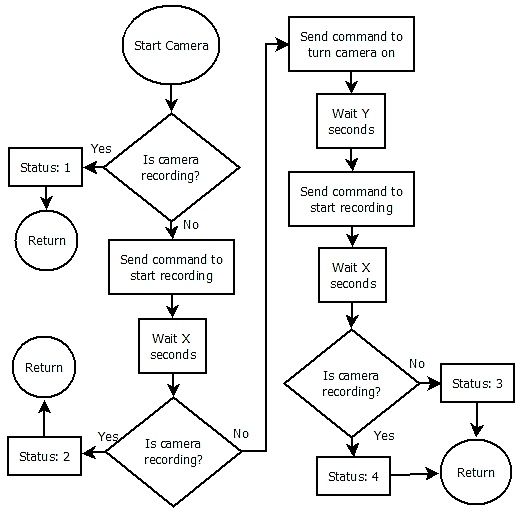 Start Camera
Is camera
recording?
Yes
Status: 1
Return
No
Send command to
start recording
Wait X
seconds
Is camera
recording?
Yes
Status: 2
Return
No
Send command to
turn camera on
Wait Y
seconds
Send command to
start recording
Wait X
seconds
Is camera
recording?
No
Status: 3
Yes
Status: 4
Return